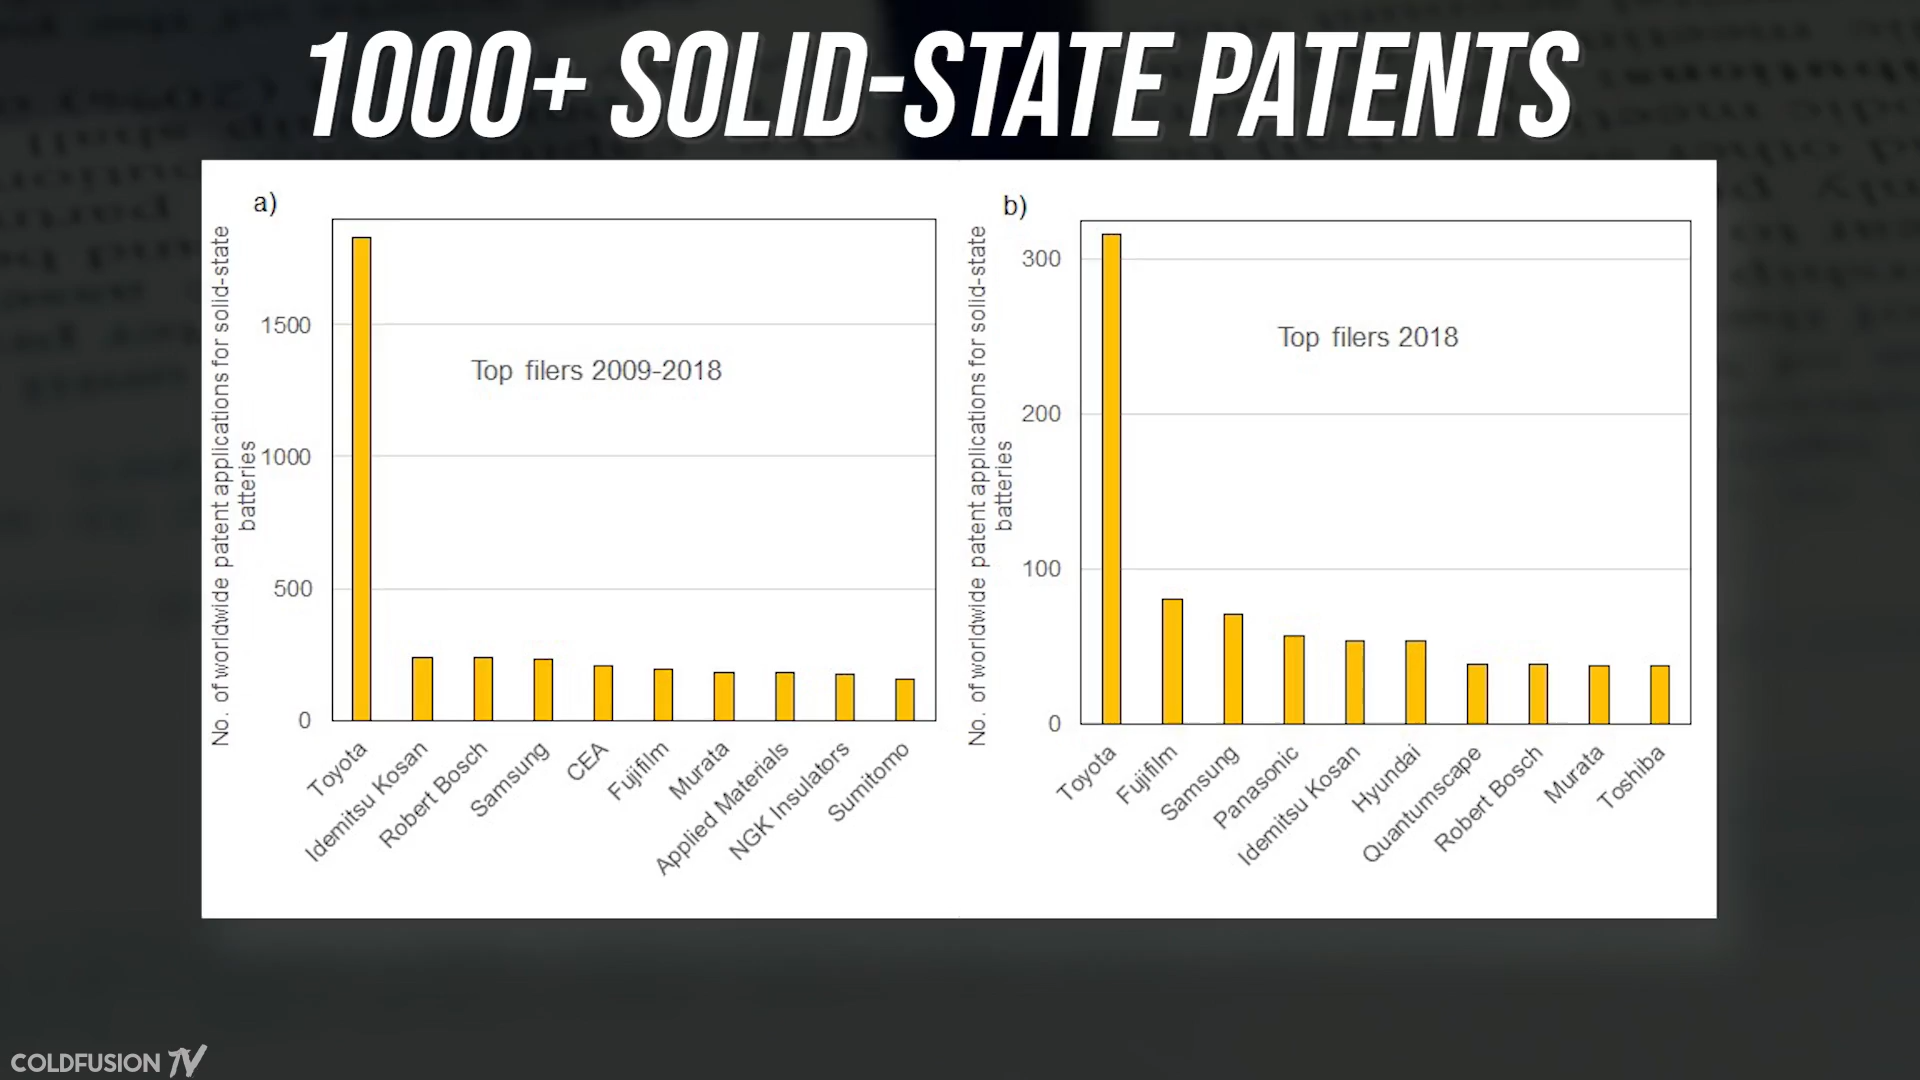 1000+ SOLID-STATE PATENTS
a)
No. of worldwide patent applications for solid-state
batteries
1500
1000
500
0
Top filers 2009-2018
Toyota
Idemitsu Kosan
Robert Bosch
Samsung
CEA
Fujifilm
Murata
Applied Materials
NGK Insulators
Sumitomo
b)
No. of worldwide patent applications for solid-state
batteries
300
200
100
0
Top filers 2018
Toyota
Fujifilm
Samsung
Panasonic
Idemitsu Kosan
Hyundai
Quantumscape
Robert Bosch
Murata
Toshiba
COLDFUSION TV